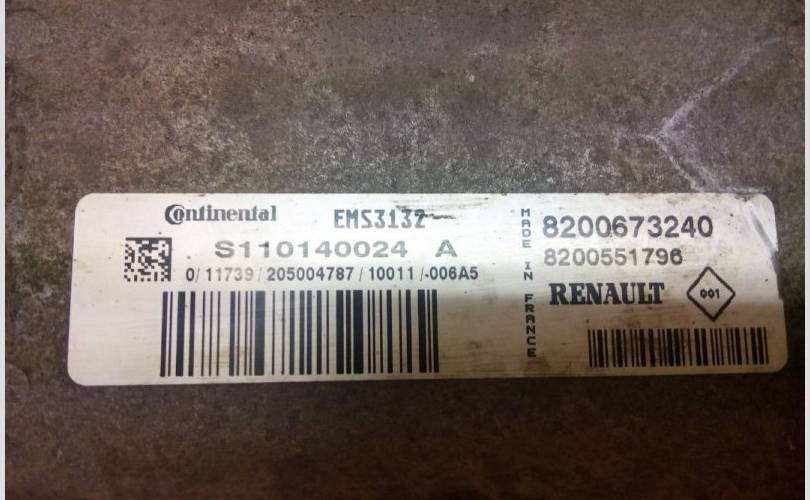 Continental EMS3132
S110140024 A
0/11739/205004787/10011/-006A5
MADE IN FRANCE
8200673240
8200551796
RENAULT 001